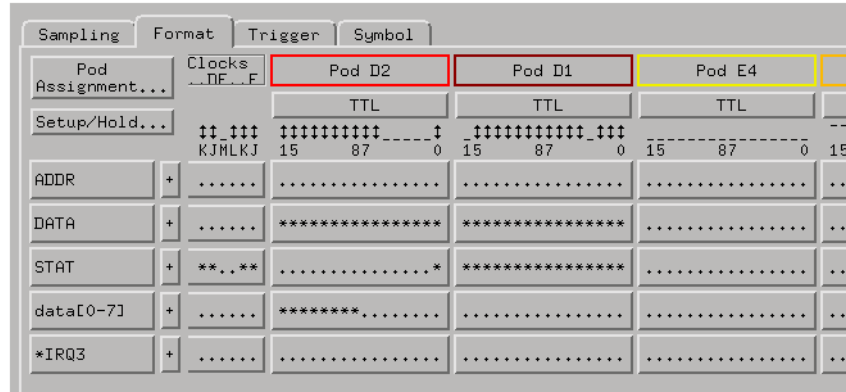 Sampling Format Trigger Symbol
Pod Assignment... Clocks Pod D2 Pod D1 Pod E4
TTL TTL TTL
Setup/Hold...
KJMLKJ 15 87 0 15 87 0 15 87 0 15
ADDR + ...... ................ ................ ................ ..
DATA + ...... **************** **************** ................ ..
STAT + **..** ...............* **************** ................ ..
data[0-7] + ...... ********........ ................ ................ ..
*IRQ3 + ...... ................ ................ ................ ..